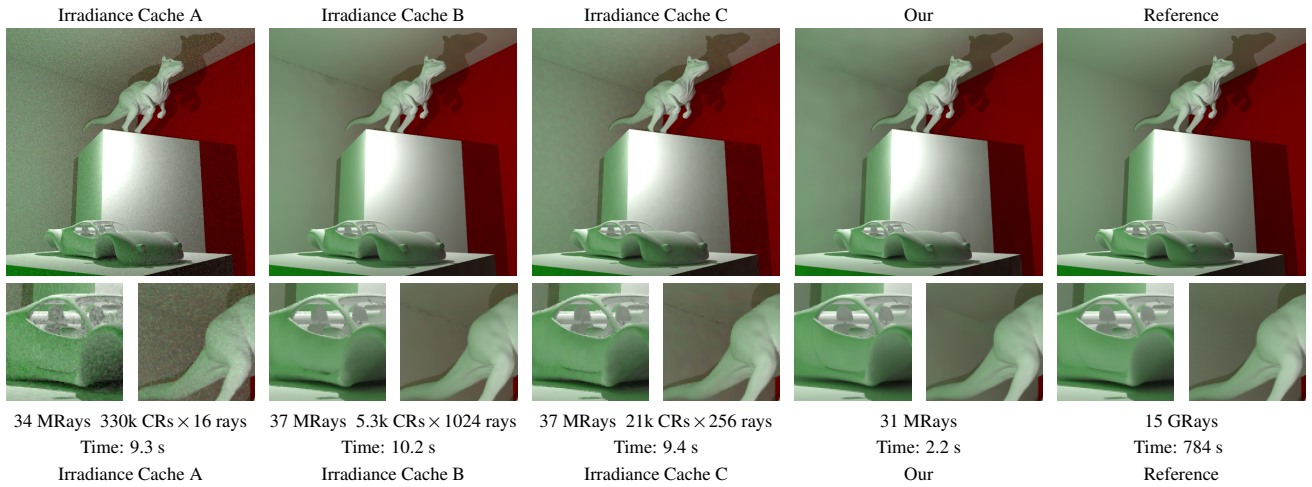 Irradiance Cache A Irradiance Cache B Irradiance Cache C Our Reference
34 MRays 330k CRs × 16 rays 37 MRays 5.3k CRs × 1024 rays 37 MRays 21k CRs × 256 rays 31 MRays 15 GRays
Time: 9.3 s Time: 10.2 s Time: 9.4 s Time: 2.2 s Time: 784 s
Irradiance Cache A Irradiance Cache B Irradiance Cache C Our Reference